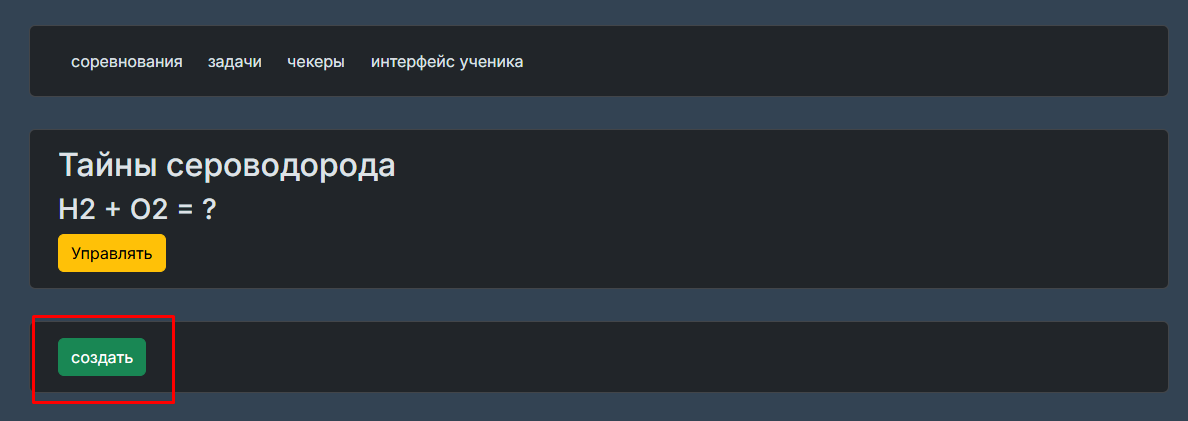 соревнования задачи чекеры интерфейс ученика
Тайны сероводорода
H2 + O2 = ?
Управлять
создать